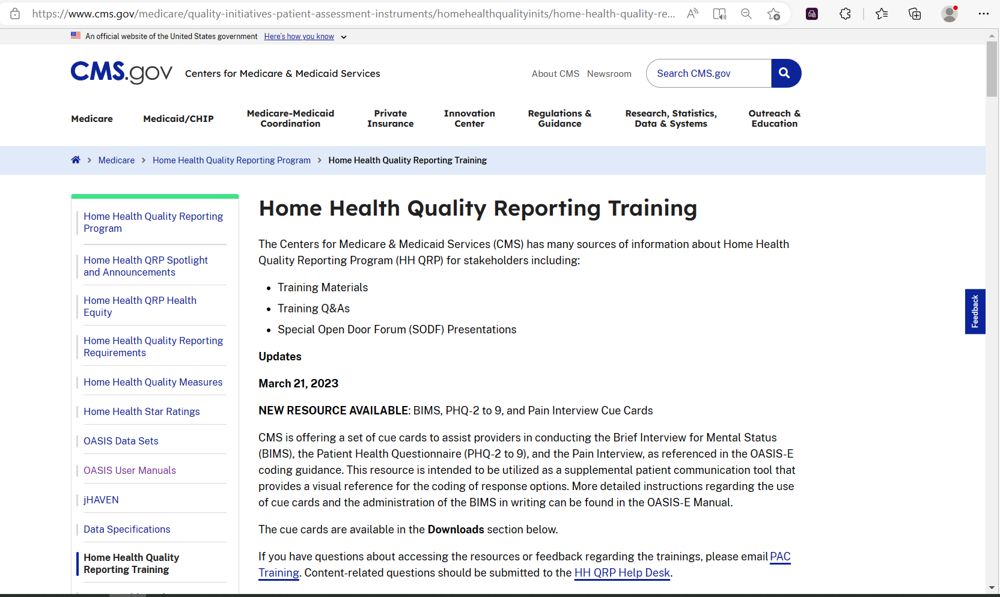 https://www.cms.gov/medicare/quality-initiatives-patient-assessment-instruments/homehealthqualityinits/home-health-quality-re...
An official website of the United States government Here's how you know
CMS.gov Centers for Medicare & Medicaid Services
About CMS Newsroom Search CMS.gov
Medicare
Medicaid/CHIP
Medicare-Medicaid
Coordination
Private
Insurance
Innovation
Center
Regulations &
Guidance
Research, Statistics,
Data & Systems
Outreach &
Education
Medicare > Home Health Quality Reporting Program > Home Health Quality Reporting Training
Home Health Quality Reporting
Program
Home Health QRP Spotlight
and Announcements
Home Health QRP Health
Equity
Home Health Quality Reporting
Requirements
Home Health Quality Measures
Home Health Star Ratings
OASIS Data Sets
OASIS User Manuals
jHAVEN
Data Specifications
Home Health Quality
Reporting Training
Home Health Quality Reporting Training
The Centers for Medicare & Medicaid Services (CMS) has many sources of information about Home Health
Quality Reporting Program (HH QRP) for stakeholders including:
• Training Materials
• Training Q&As
• Special Open Door Forum (SODF) Presentations
Updates
March 21, 2023
NEW RESOURCE AVAILABLE: BIMS, PHQ-2 to 9, and Pain Interview Cue Cards
CMS is offering a set of cue cards to assist providers in conducting the Brief Interview for Mental Status
(BIMS), the Patient Health Questionnaire (PHQ-2 to 9), and the Pain Interview, as referenced in the OASIS-E
coding guidance. This resource is intended to be utilized as a supplemental patient communication tool that
provides a visual reference for the coding of response options. More detailed instructions regarding the use
of cue cards and the administration of the BIMS in writing can be found in the OASIS-E Manual.
The cue cards are available in the Downloads section below.
If you have questions about accessing the resources or feedback regarding the trainings, please email PAC
Training. Content-related questions should be submitted to the HH QRP Help Desk.
Feedback